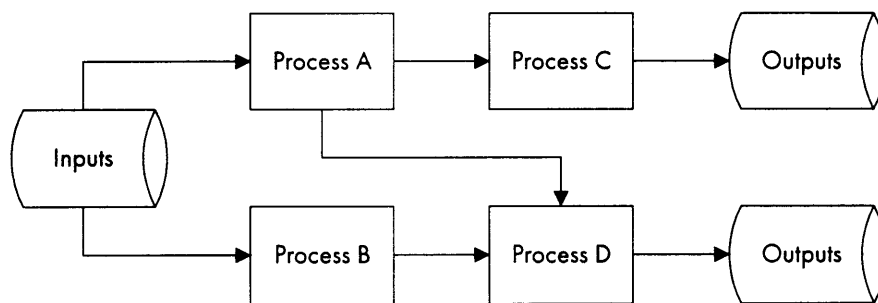 Process A
Process C
Outputs
Inputs
Process B
Process D
Outputs